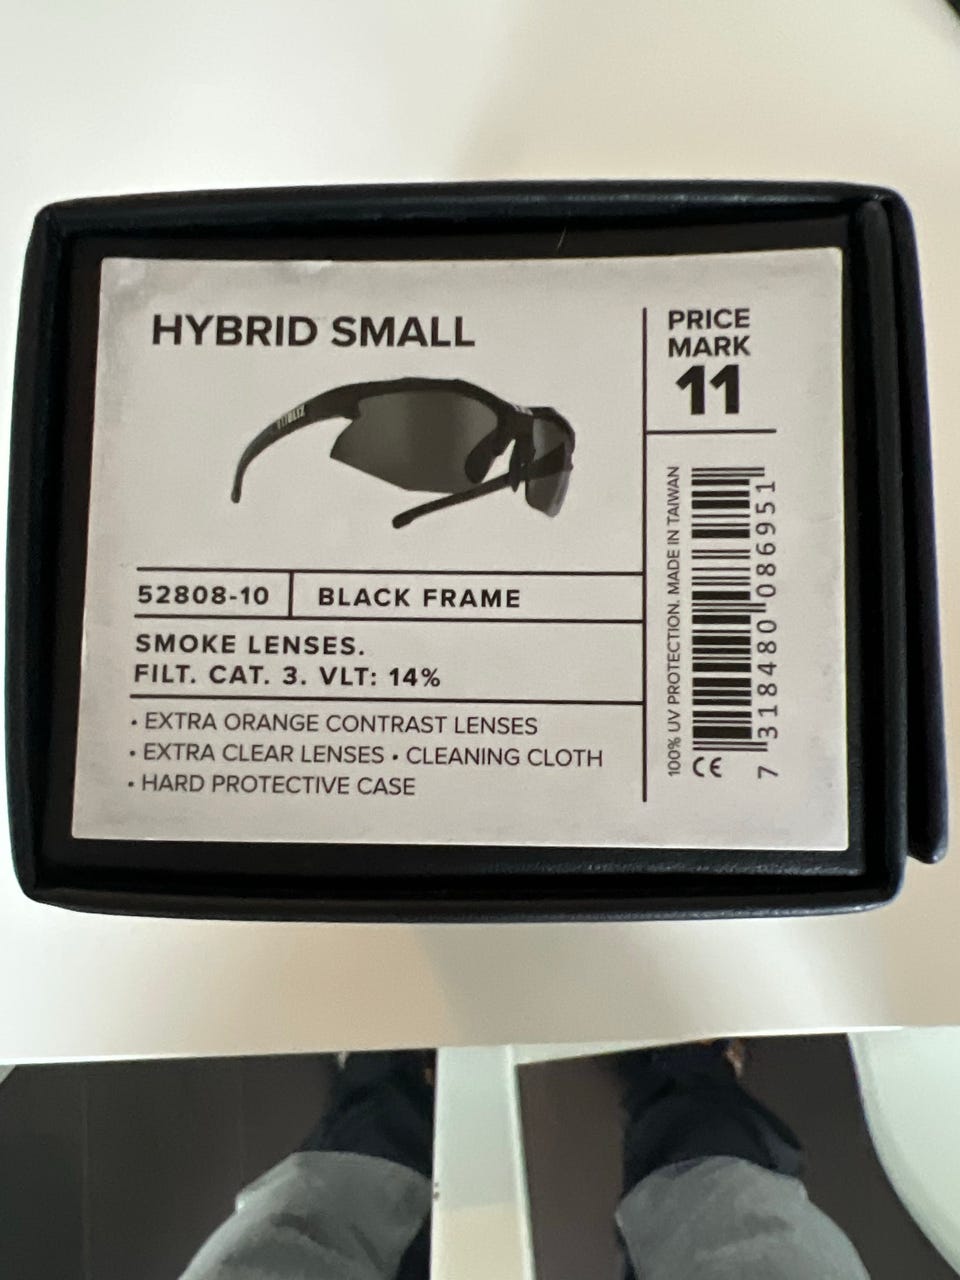 HYBRID SMALL
BLIZ
52808-10
BLACK FRAME
SMOKE LENSES.
FILT. CAT. 3. VLT: 14%
• EXTRA ORANGE CONTRAST LENSES
• EXTRA CLEAR LENSES • CLEANING CLOTH
• HARD PROTECTIVE CASE
PRICE
MARK
11
100% UV PROTECTION. MADE IN TAIWAN
CE
7 318480 086951